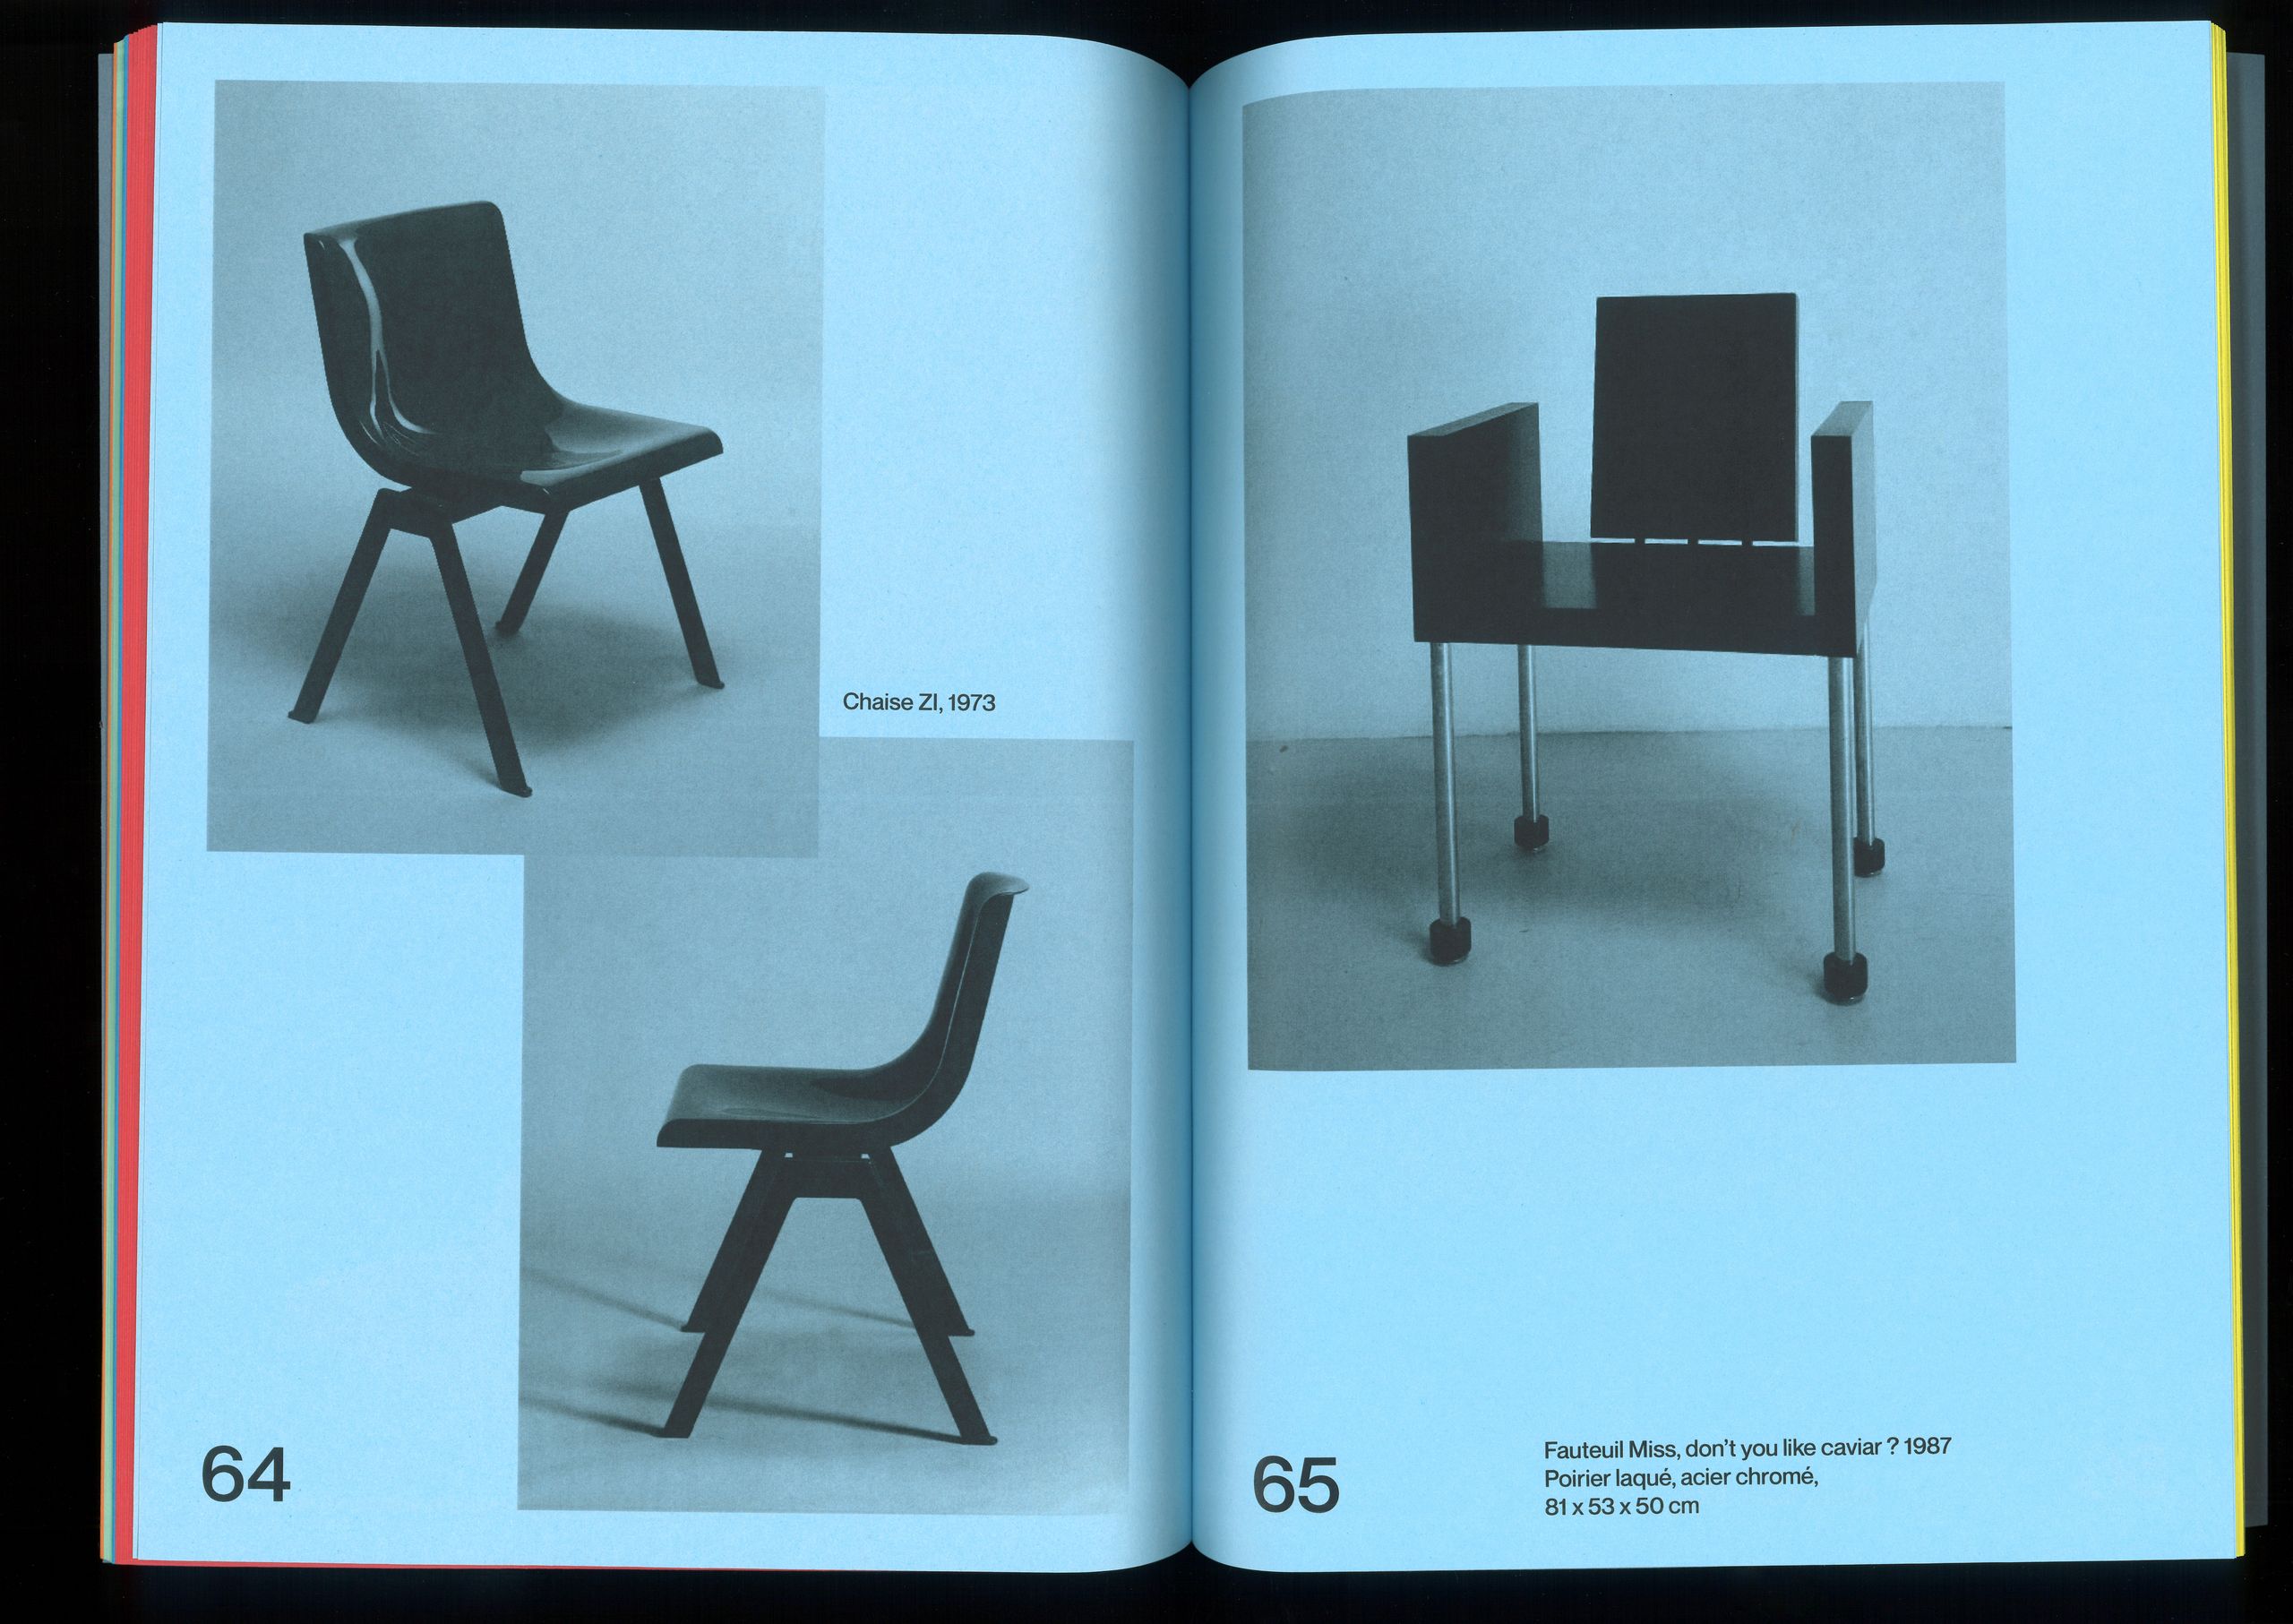 Chaise ZI, 1973
64
65
Fauteuil Miss, don't you like caviar ? 1987
Poirier laqué, acier chromé,
81 x 53 x 50 cm